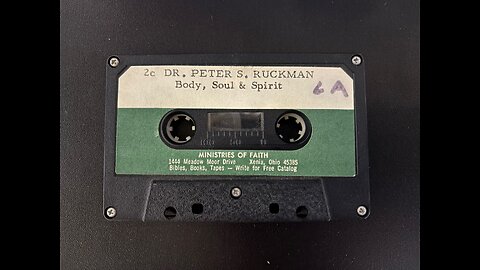 2c DR. PETER S. RUCKMAN
Body, Soul & Spirit
6A
MINISTRIES OF FAITH
1444 Meadow Moor Drive Xenia, Ohio 45385
Bibles, Books, Tapes — Write for Free Catalog